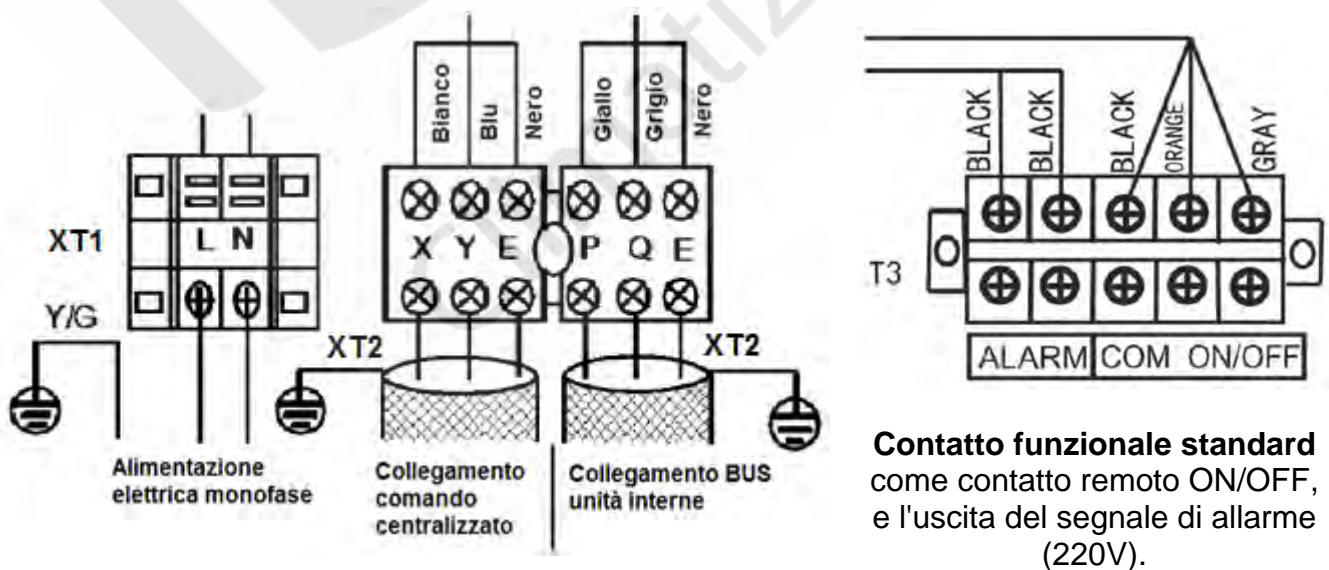 XT1
L N
Y/G
Alimentazione
elettrica monofase
Bianco
Blu
Nero
X Y E
XT2
Collegamento
comando
centralizzato
Giallo
Grigio
Nero
P Q E
XT2
Collegamento BUS
unità interne
BLACK
BLACK
BLACK
ORANGE
GRAY
T3
ALARM COM ON/OFF
Contatto funzionale standard
come contatto remoto ON/OFF,
e l'uscita del segnale di allarme
(220V).